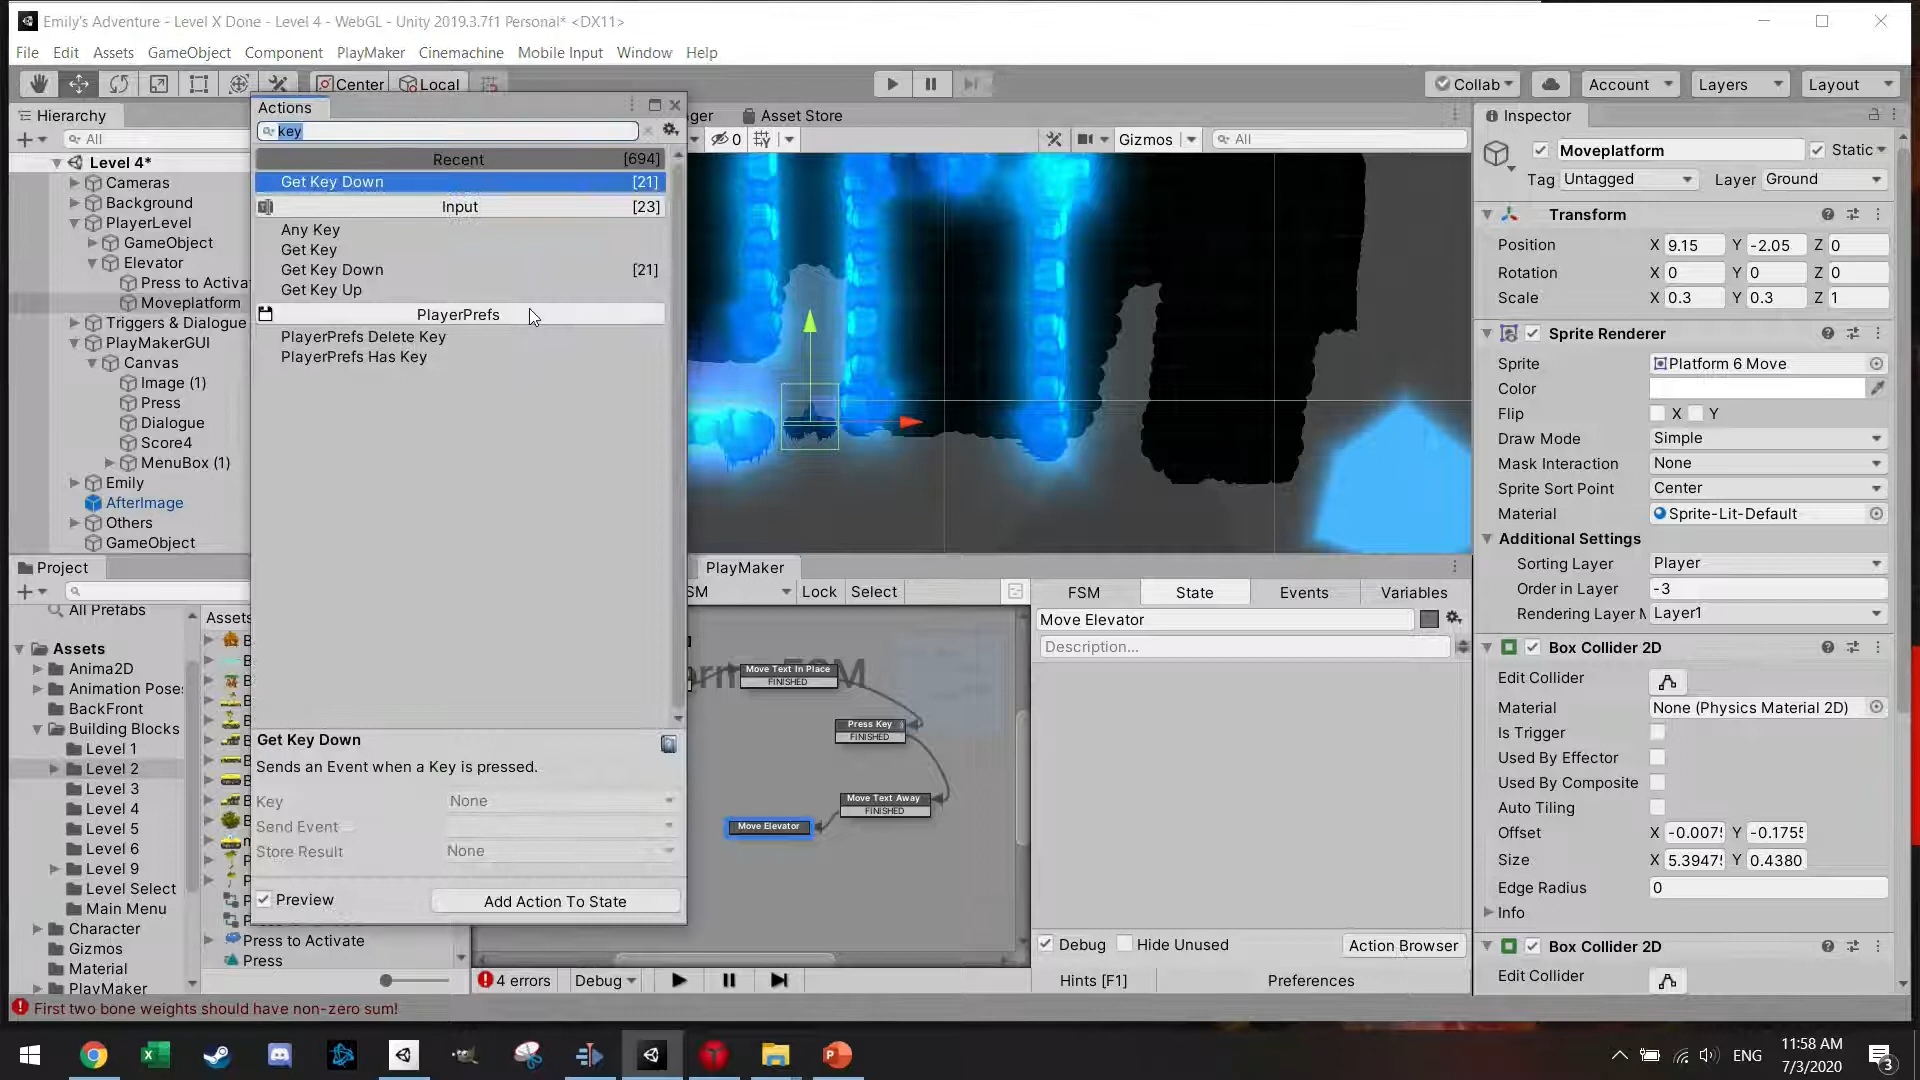 Emily's Adventure - Level X Done - Level 4 - WebGL - Unity 2019.3.7f1 Personal* <DX11>
File Edit Assets GameObject Component PlayMaker Cinemachine Mobile Input Window Help
Center Local
Collab Account Layers Layout
Hierarchy
All
Level 4*
Cameras
Background
PlayerLevel
GameObject
Elevator
Press to Activa
Moveplatform
Triggers & Dialogue
PlayMakerGUI
Canvas
Image (1)
Press
Dialogue
Score4
MenuBox (1)
Emily
AfterImage
Others
GameObject
Actions
key
Recent [694]
Get Key Down [21]
Input [23]
Any Key
Get Key
Get Key Down [21]
Get Key Up
PlayerPrefs
PlayerPrefs Delete Key
PlayerPrefs Has Key
Get Key Down
Sends an Event when a Key is pressed.
Key None
Send Event
Store Result None
Preview Add Action To State
ger Asset Store
0 Gizmos All
Project
All Prefabs
Assets
Anima2D
Animation Pose
BackFront
Building Blocks
Level 1
Level 2
Level 3
Level 4
Level 5
Level 6
Level 9
Level Select
Main Menu
Character
Gizmos
Material
PlayMaker
Assets
Press to Activate
Press
PlayMaker
SM Lock Select
Move Text In Place
FINISHED
Press Key
FINISHED
Move Text Away
FINISHED
Move Elevator
4 errors Debug
FSM State Events Variables
Move Elevator
Description...
Debug Hide Unused Action Browser
Hints [F1] Preferences
Inspector
Moveplatform Static
Tag Untagged Layer Ground
Transform
Position X 9.15 Y -2.05 Z 0
Rotation X 0 Y 0 Z 0
Scale X 0.3 Y 0.3 Z 1
Sprite Renderer
Sprite Platform 6 Move
Color
Flip X Y
Draw Mode Simple
Mask Interaction None
Sprite Sort Point Center
Material Sprite-Lit-Default
Additional Settings
Sorting Layer Player
Order in Layer -3
Rendering Layer M Layer1
Box Collider 2D
Edit Collider
Material None (Physics Material 2D)
Is Trigger
Used By Effector
Used By Composite
Auto Tiling
Offset X -0.007 Y -0.175
Size X 5.3947 Y 0.4380
Edge Radius 0
Info
Box Collider 2D
Edit Collider
First two bone weights should have non-zero sum!
ENG 11:58 AM
7/3/2020
3